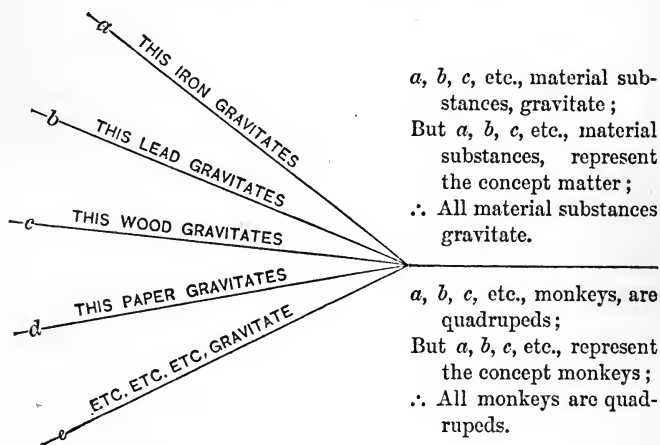 a
THIS IRON GRAVITATES
b
THIS LEAD GRAVITATES
c
THIS WOOD GRAVITATES
d
THIS PAPER GRAVITATES
e
ETC. ETC. ETC, GRAVITATE
a, b, c, etc., material sub-
stances, gravitate ;
But a, b, c, etc., material
substances, represent
the concept matter ;
∴ All material substances
gravitate.
a, b, c, etc., monkeys, are
quadrupeds ;
But a, b, c, etc., represent
the concept monkeys ;
∴ All monkeys are quad-
rupeds.